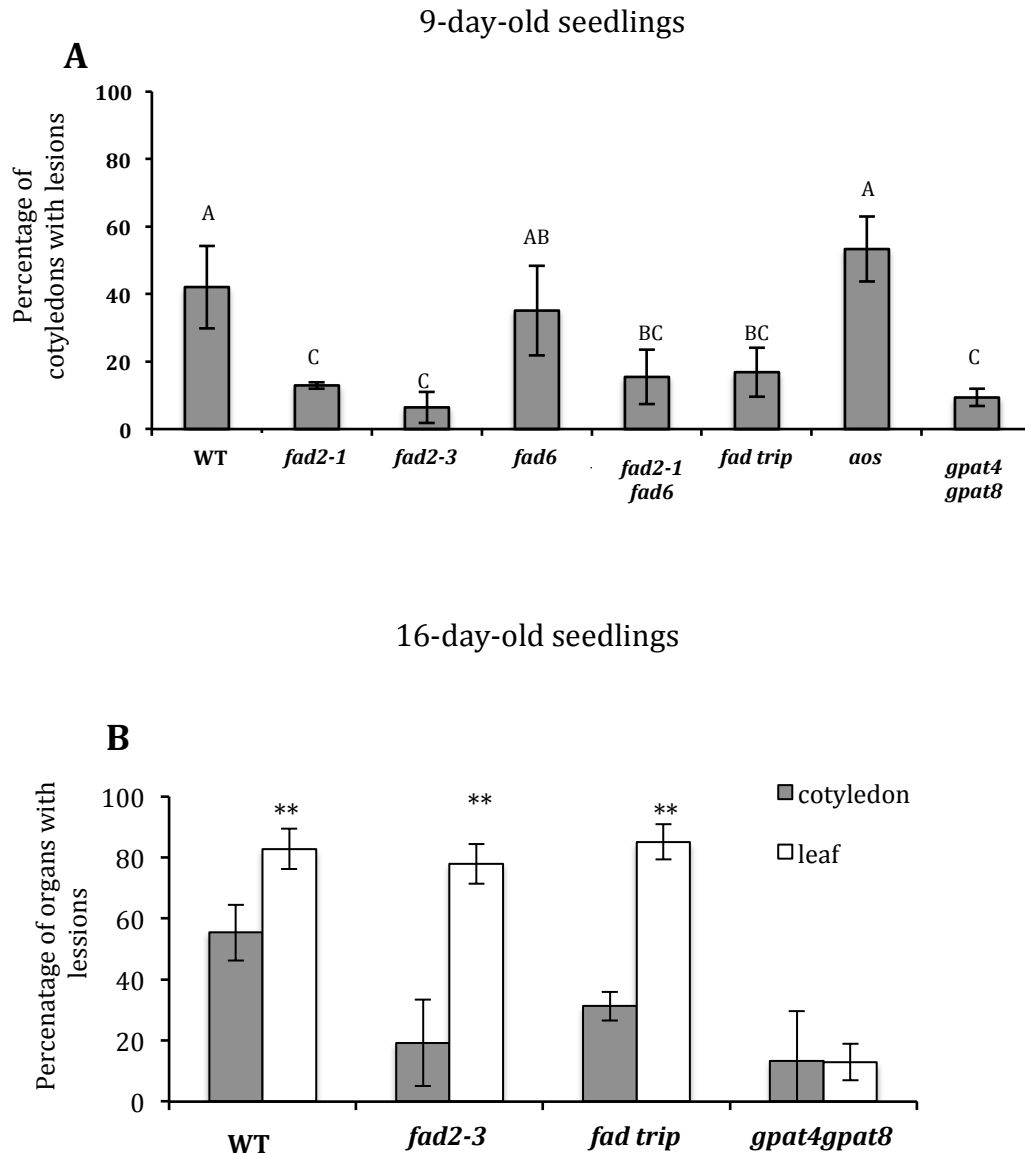 9-day-old seedlings
A
Percentage of
cotyledons with lesions
100
80
60
40
20
0
A
C
C
AB
BC
BC
A
C
WT
fad2-1
fad2-3
fad6
fad2-1
fad6
fad trip
aos
gpat4
gpat8
16-day-old seedlings
B
Percenatage of organs with
lessions
100
80
60
40
20
0
**
**
**
cotyledon
leaf
WT
fad2-3
fad trip
gpat4gpat8